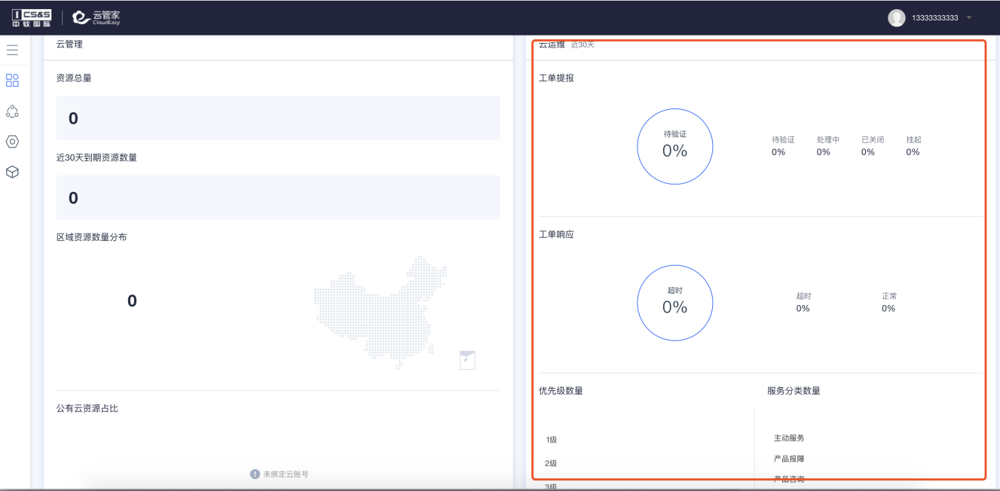 CS&S
中软国际
云管家
CloudEasy
13333333333
云管理
资源总量
0
近30天到期资源数量
0
区域资源数量分布
0
公有云资源占比
未绑定云账号
云运维 近30天
工单提报
待验证
0%
待验证 处理中 已关闭 挂起
0% 0% 0% 0%
工单响应
超时
0%
超时 正常
0% 0%
优先级数量
1级
2级
3级
服务分类数量
主动服务
产品报障
产品咨询